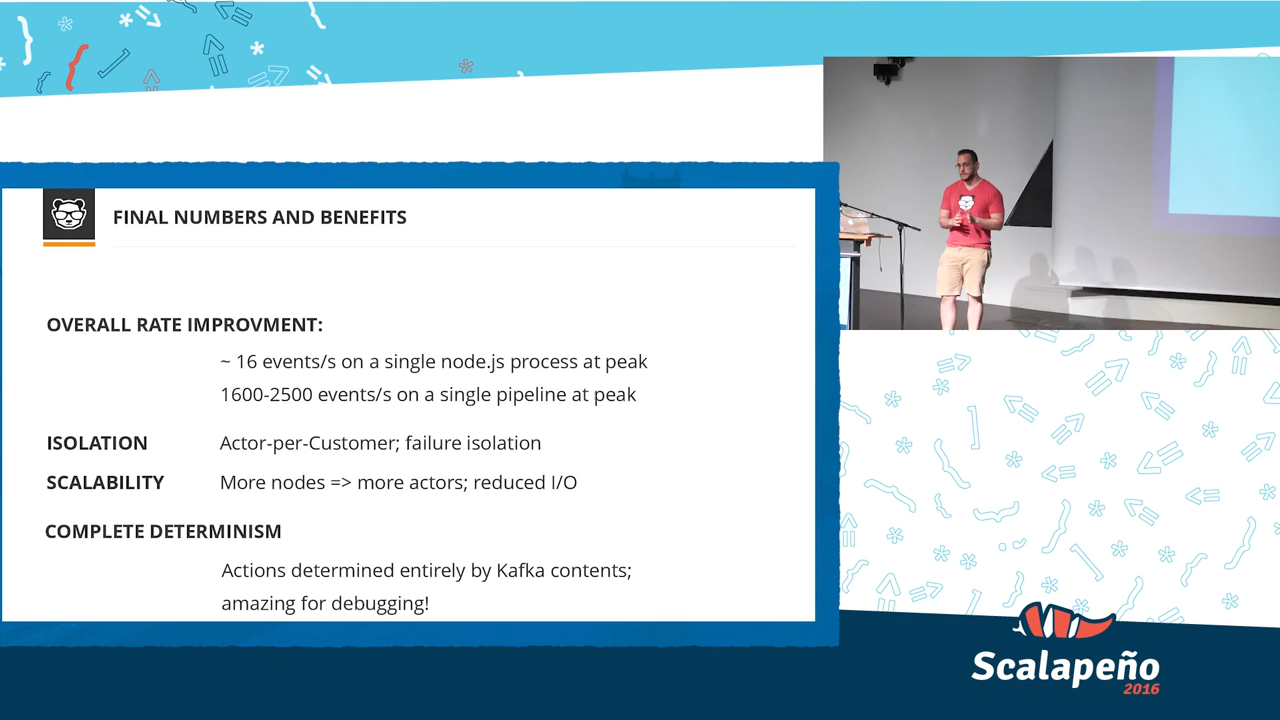 FINAL NUMBERS AND BENEFITS
OVERALL RATE IMPROVMENT:
~ 16 events/s on a single node.js process at peak
1600-2500 events/s on a single pipeline at peak
ISOLATION Actor-per-Customer; failure isolation
SCALABILITY More nodes => more actors; reduced I/O
COMPLETE DETERMINISM
Actions determined entirely by Kafka contents;
amazing for debugging!
Scalapeño
2016